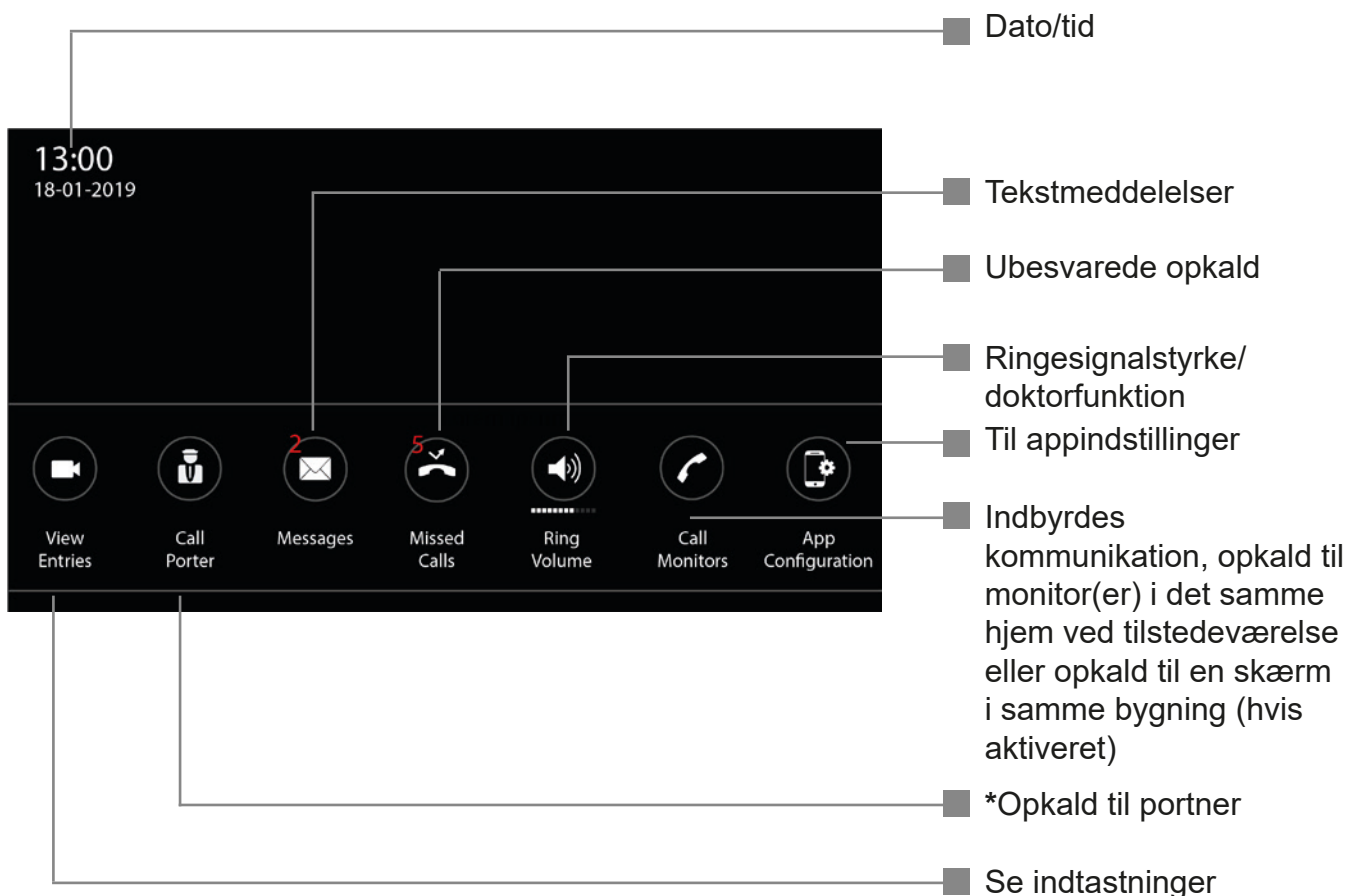 Dato/tid
13:00
18-01-2019
Tekstmeddelelser
Ubesvarede opkald
Ringesignalstyrke/
doktorfunktion
Til appindstillinger
2
5
View
Entries
Call
Porter
Messages
Missed
Calls
Ring
Volume
Call
Monitors
App
Configuration
Indbyrdes
kommunikation, opkald til
monitor(er) i det samme
hjem ved tilstedeværelse
eller opkald til en skærm
i samme bygning (hvis
aktiveret)
*Opkald til portner
Se indtastninger